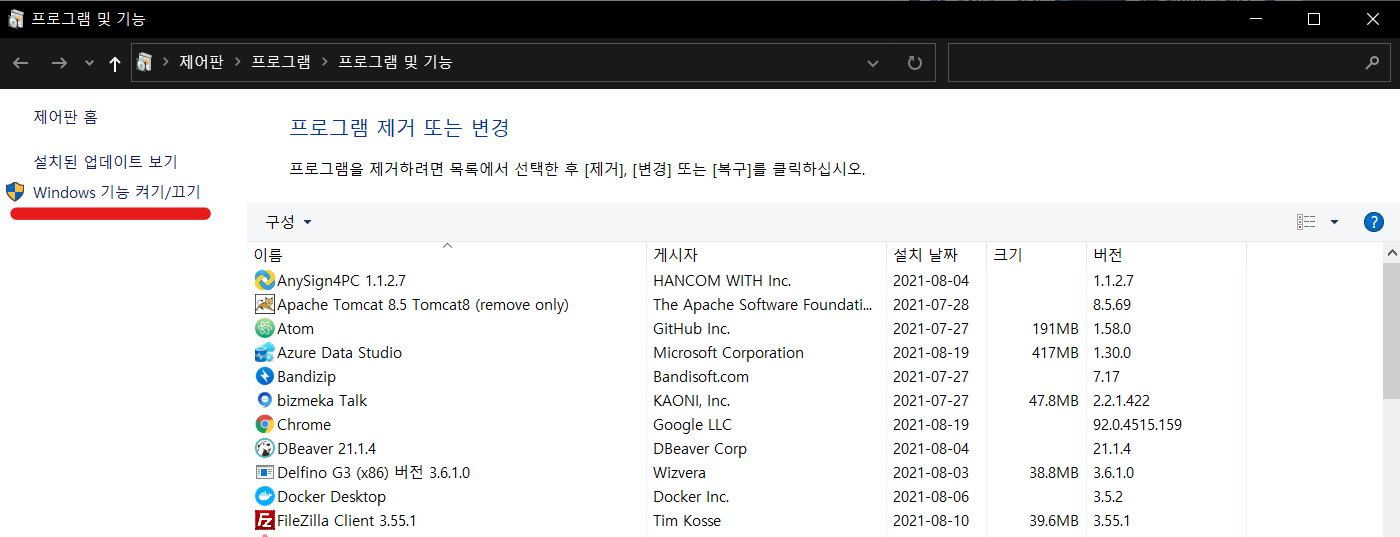 프로그램 및 기능
제어판 프로그램 프로그램 및 기능
제어판 홈
설치된 업데이트 보기
Windows 기능 켜기/끄기
프로그램 제거 또는 변경
프로그램을 제거하려면 목록에서 선택한 후 [제거], [변경] 또는 [복구]를 클릭하십시오.
구성
이름 게시자 설치 날짜 크기 버전
AnySign4PC 1.1.2.7 HANCOM WITH Inc. 2021-08-04 1.1.2.7
Apache Tomcat 8.5 Tomcat8 (remove only) The Apache Software Foundati... 2021-07-28 8.5.69
Atom GitHub Inc. 2021-07-27 191MB 1.58.0
Azure Data Studio Microsoft Corporation 2021-08-19 417MB 1.30.0
Bandizip Bandisoft.com 2021-07-27 7.17
bizmeka Talk KAONI, Inc. 2021-07-27 47.8MB 2.2.1.422
Chrome Google LLC 2021-08-19 92.0.4515.159
DBeaver 21.1.4 DBeaver Corp 2021-08-04 21.1.4
Delfino G3 (x86) 버전 3.6.1.0 Wizvera 2021-08-03 38.8MB 3.6.1.0
Docker Desktop Docker Inc. 2021-08-06 3.5.2
FileZilla Client 3.55.1 Tim Kosse 2021-08-10 39.6MB 3.55.1